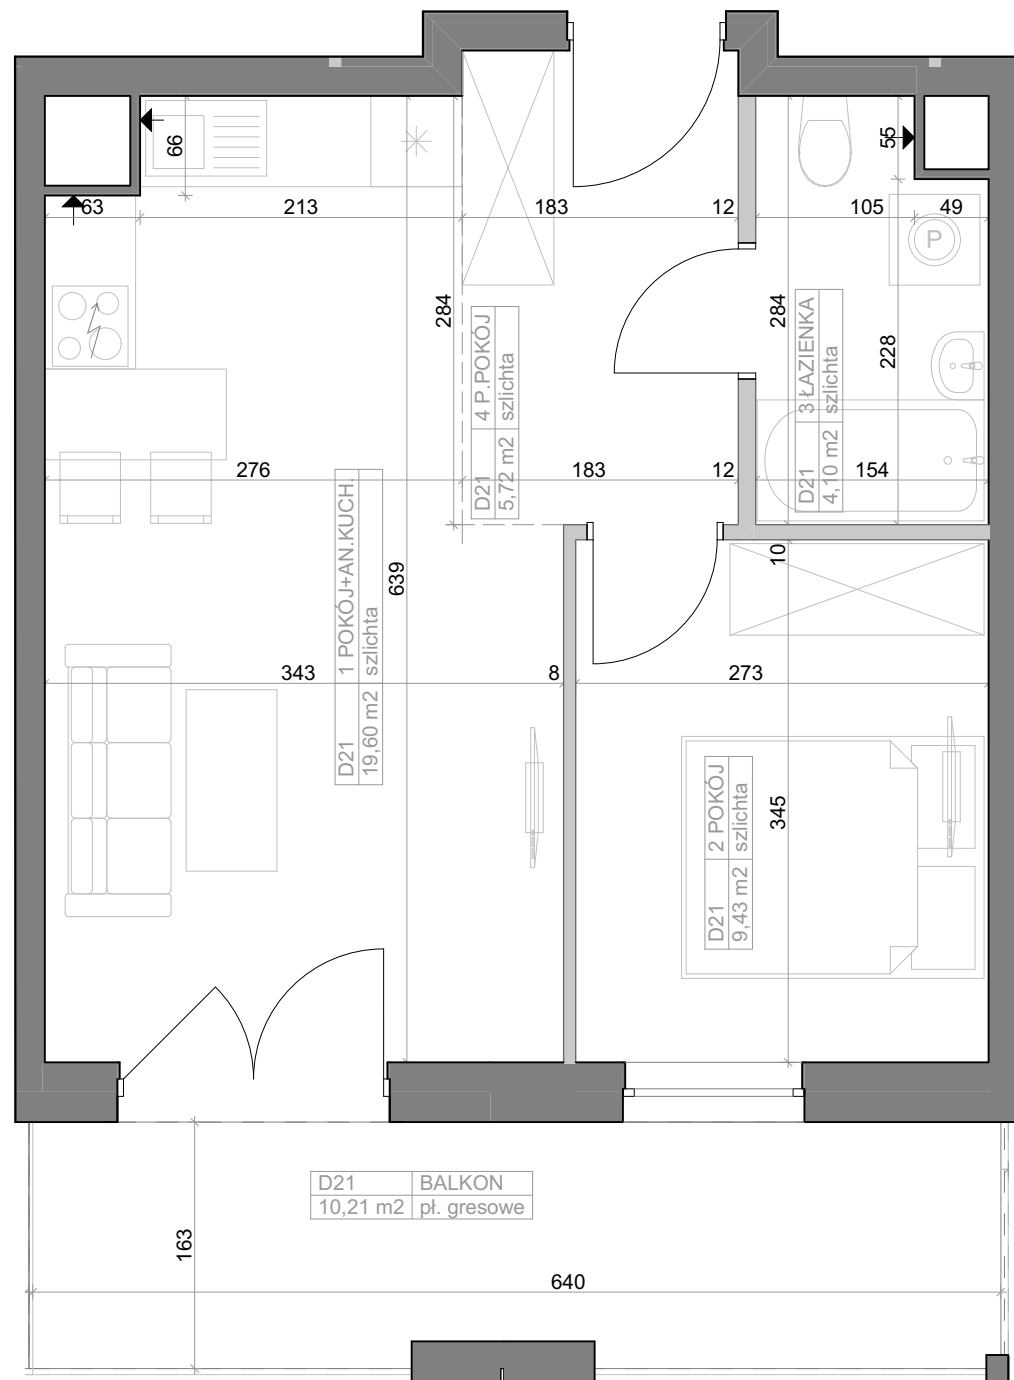 66
55
63
213
183
12
105
49
P
284
D21 4 P.POKÓJ
5,72 m2 szlichta
284
D21 3 ŁAZIENKA
4,10 m2 szlichta
228
276
183
12
154
D21 1 POKÓJ+AN.KUCH.
19,60 m2 szlichta
639
10
343
8
273
D21 2 POKÓJ
9,43 m2 szlichta
345
D21 BALKON
10,21 m2 pł. gresowe
163
640